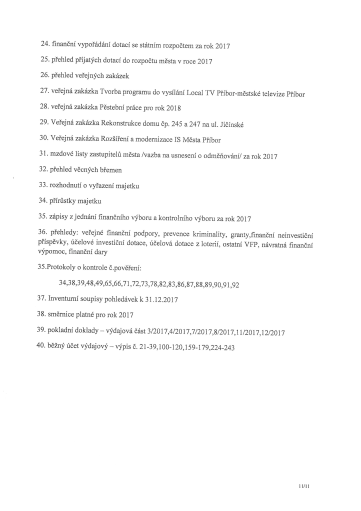 24. finanční vypořádání dotací se státním rozpočtem za rok 2017
25. přehled přijatých dotací do rozpočtu města v roce 2017
26. přehled veřejných zakázek
27. veřejná zakázka Tvorba programu do vysílání Local TV Příbor-městské televize Příbor
28. veřejná zakázka Pěstební práce pro rok 2018
29. Veřejná zakázka Rekonstrukce domu čp. 245 a 247 na ul. Jičínské
30. Veřejná zakázka Rozšíření a modernizace IS Města Příbor
31. mzdové listy zastupitelů města /vazba na usnesení o odměňování/ za rok 2017
32. přehled věcných břemen
33. rozhodnutí o vyřazení majetku
34. přírůstky majetku
35. zápisy z jednání finančního výboru a kontrolního výboru za rok 2017
36. přehledy: veřejné finanční podpory, prevence kriminality, granty,finanční neinvestiční
příspěvky, účelové investiční dotace, účelová dotace z loterií, ostatní VFP, návratná finanční
výpomoc, finanční dary
35.Protokoly o kontrole č.pověření:
34,38,39,48,49,65,66,71,72,73,78,82,83,86,87,88,89,90,91,92
37. Inventurní soupisy pohledávek k 31.12.2017
38. směrnice platné pro rok 2017
39. pokladní doklady – výdajová část 3/2017,4/2017,7/2017,8/2017,11/2017,12/2017
40. běžný účet výdajový – výpis č. 21-39,100-120,159-179,224-243
11/11